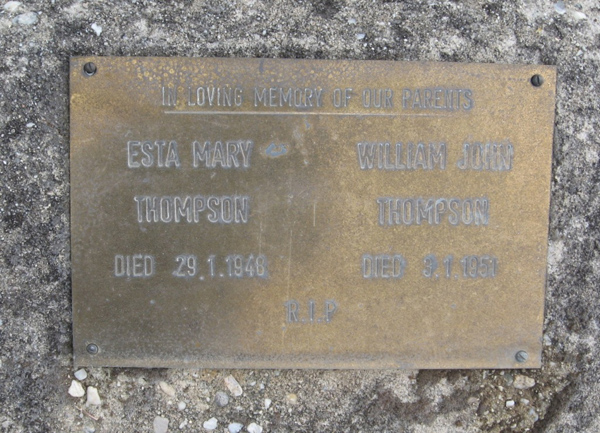 IN LOVING MEMORY OF OUR PARENTS
ESTA MARY
THOMPSON
DIED 29.1.1948
WILLIAM JOHN
THOMPSON
DIED
R.I.P